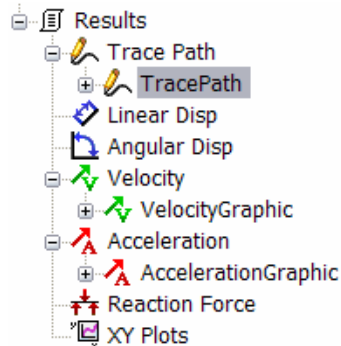 Results
Trace Path
TracePath
Linear Disp
Angular Disp
Velocity
VelocityGraphic
Acceleration
AccelerationGraphic
Reaction Force
XY Plots